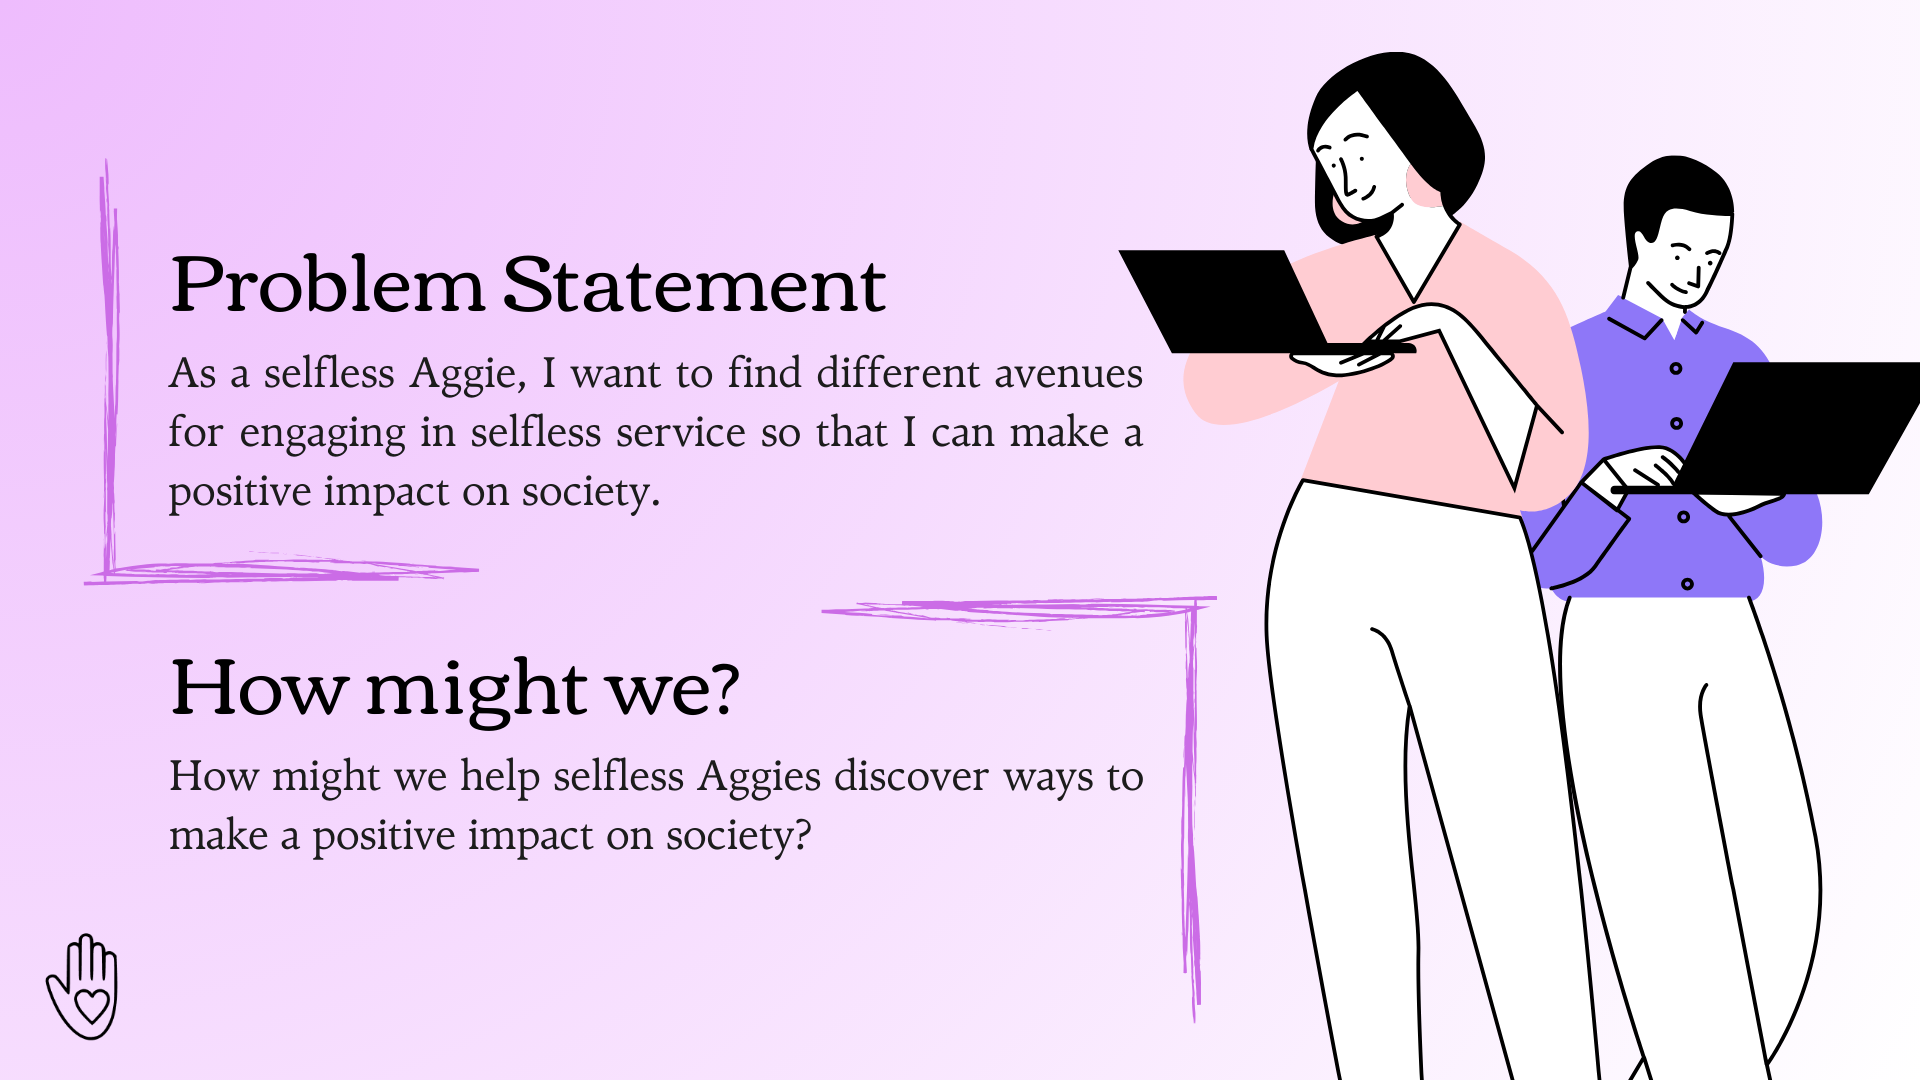 Problem Statement
As a selfless Aggie, I want to find different avenues
for engaging in selfless service so that I can make a
positive impact on society.
How might we?
How might we help selfless Aggies discover ways to
make a positive impact on society?